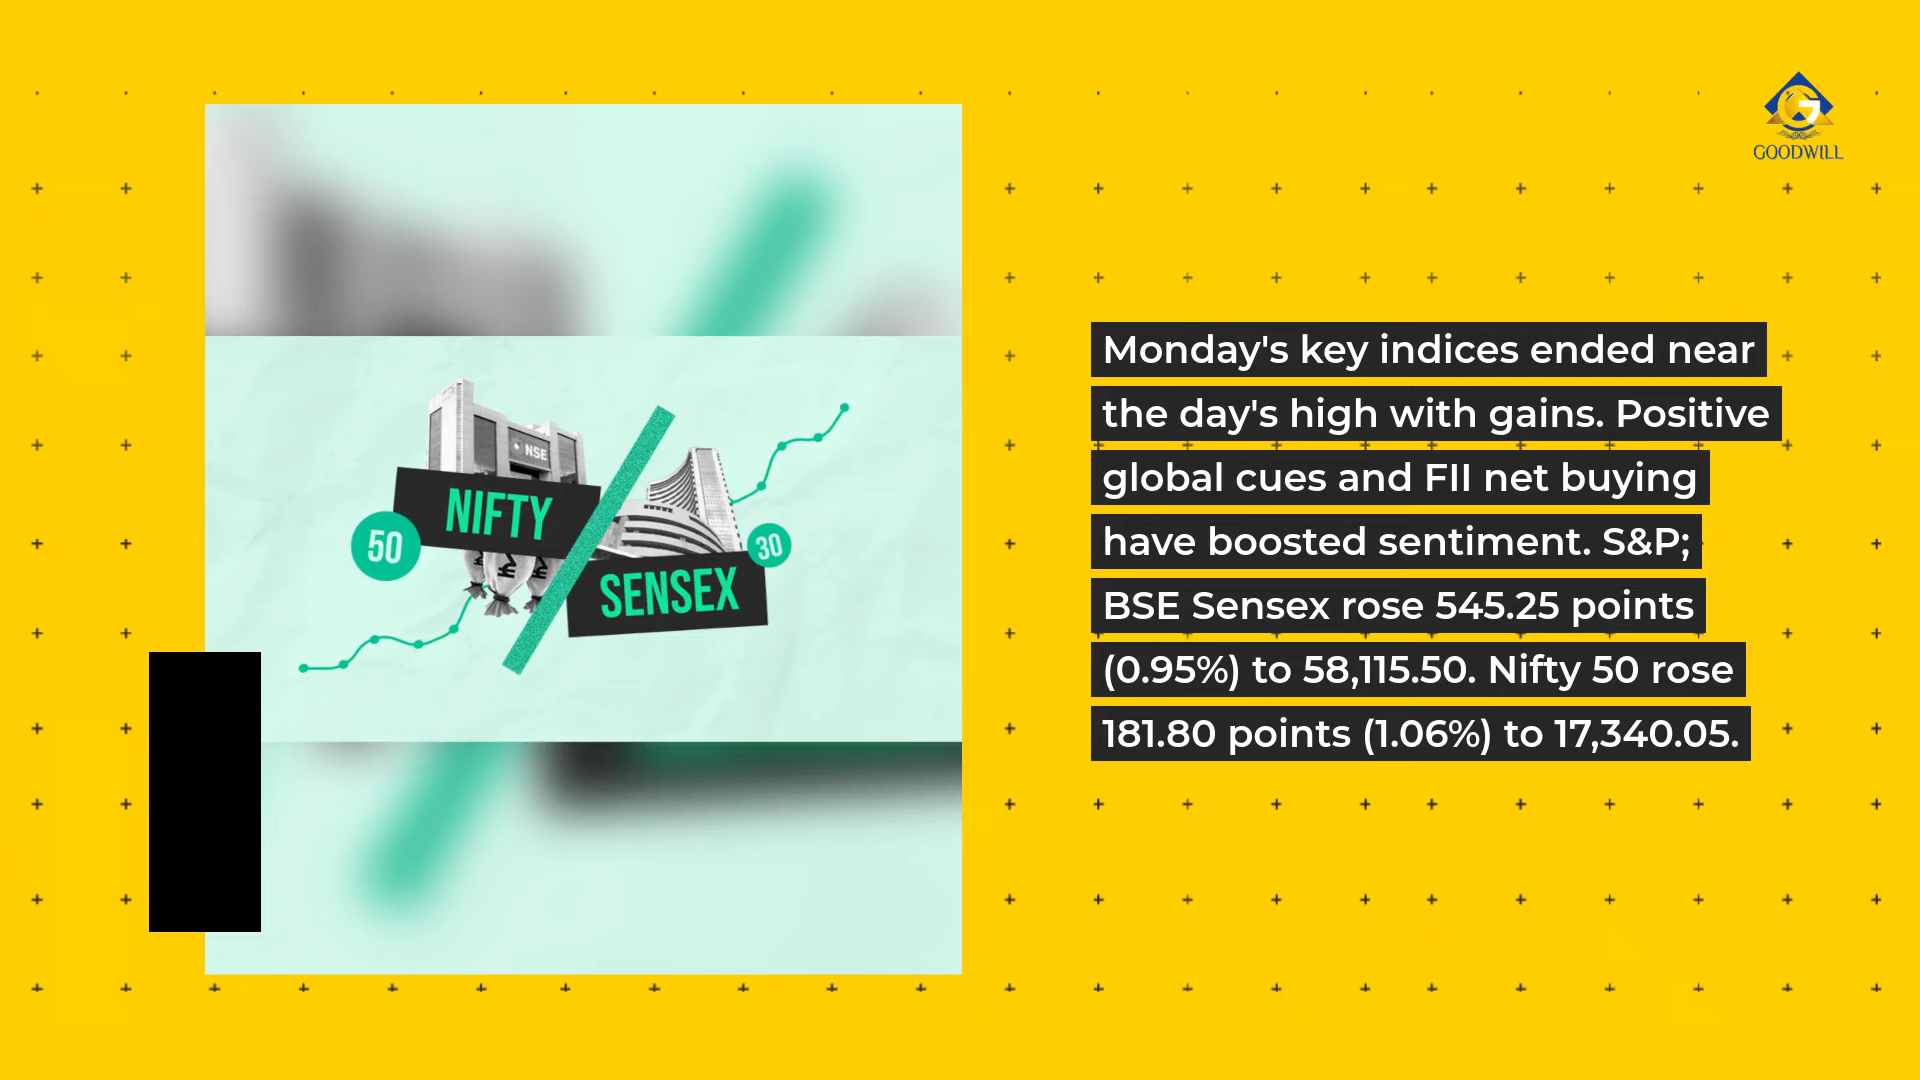 GOODWILL
NSE
NIFTY
50
30
SENSEX
Monday's key indices ended near
the day's high with gains. Positive
global cues and FII net buying
have boosted sentiment. S&P;
BSE Sensex rose 545.25 points
(0.95%) to 58,115.50. Nifty 50 rose
181.80 points (1.06%) to 17,340.05.